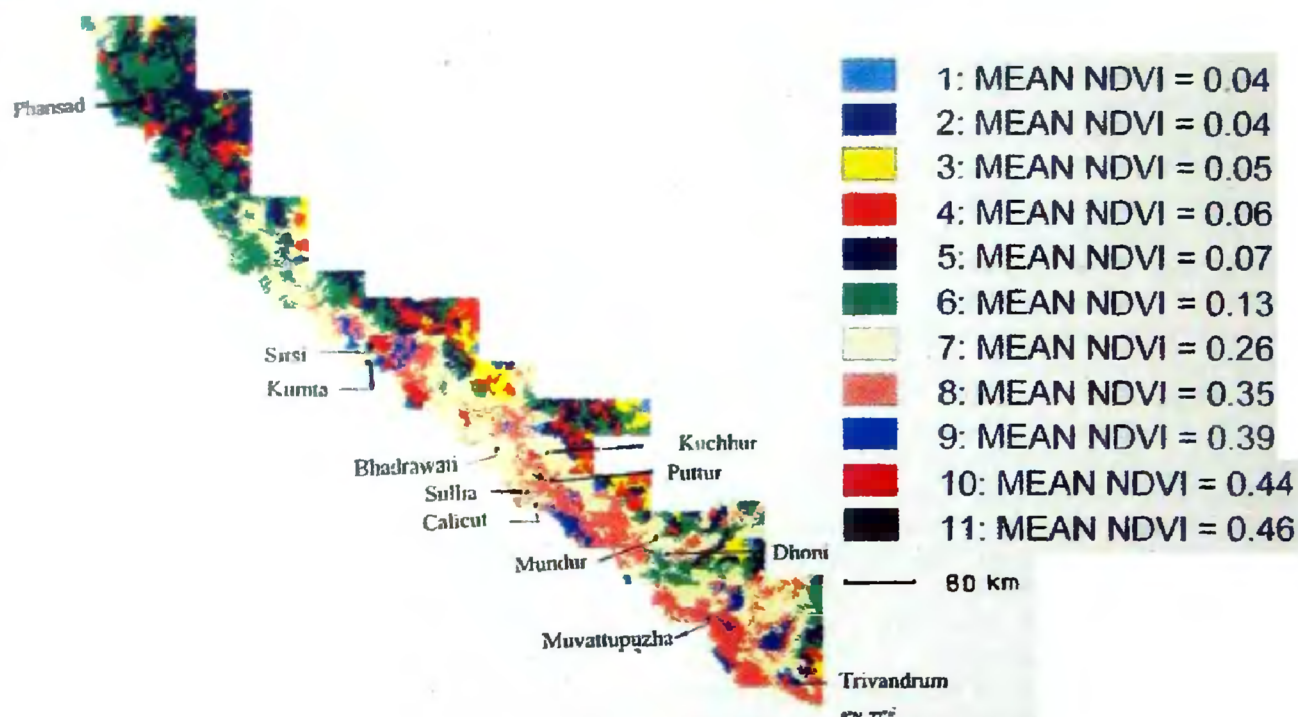 Phansad
Sirsi
Kumta
Bhadrawati
Sullia
Calicut
Mundur
Muvattupuzha
Kuchhur
Puttur
Dhoni
Trivandrum
1: MEAN NDVI = 0.04
2: MEAN NDVI = 0.04
3: MEAN NDVI = 0.05
4: MEAN NDVI = 0.06
5: MEAN NDVI = 0.07
6: MEAN NDVI = 0.13
7: MEAN NDVI = 0.26
8: MEAN NDVI = 0.35
9: MEAN NDVI = 0.39
10: MEAN NDVI = 0.44
11: MEAN NDVI = 0.46
80 km